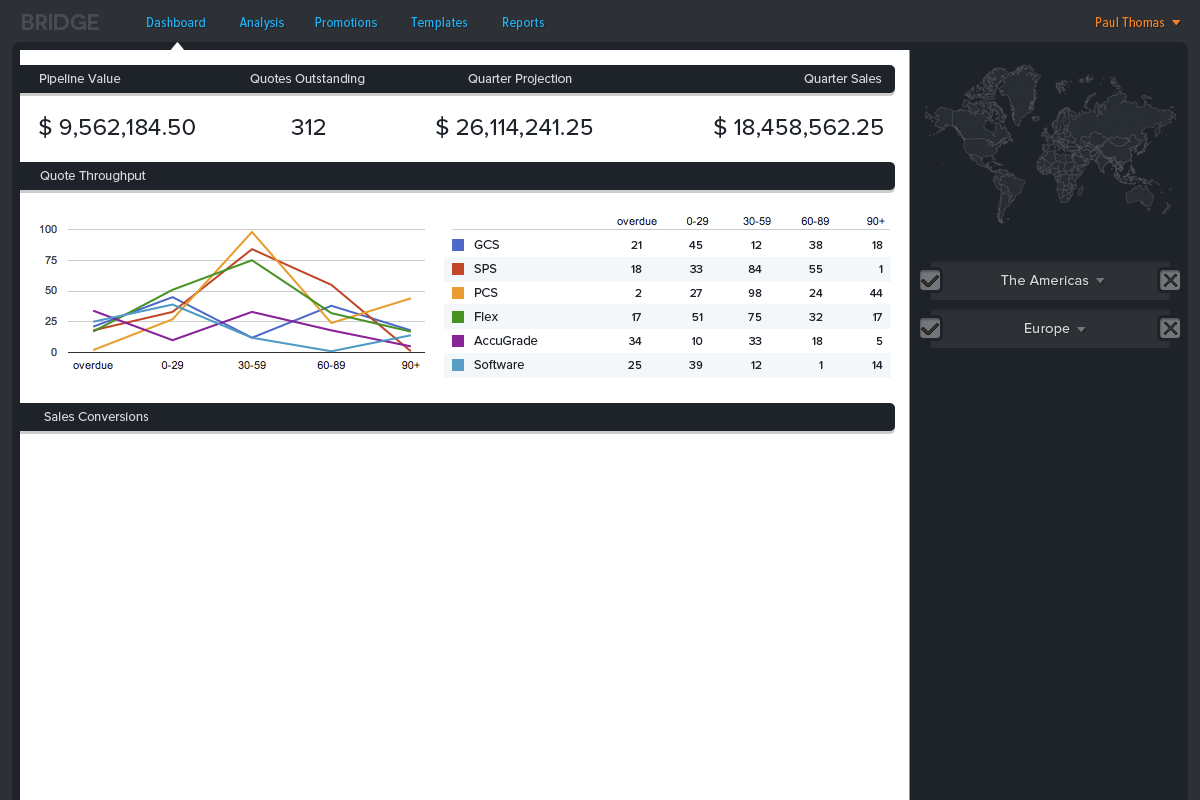 BRIDGE Dashboard Analysis Promotions Templates Reports Paul Thomas
Pipeline Value Quotes Outstanding Quarter Projection Quarter Sales
$ 9,562,184.50 312 $ 26,114,241.25 $ 18,458,562.25
Quote Throughput
100
75
50
25
0
overdue 0-29 30-59 60-89 90+
overdue 0-29 30-59 60-89 90+
GCS 21 45 12 38 18
SPS 18 33 84 55 1
PCS 2 27 98 24 44
Flex 17 51 75 32 17
AccuGrade 34 10 33 18 5
Software 25 39 12 1 14
Sales Conversions
The Americas
Europe